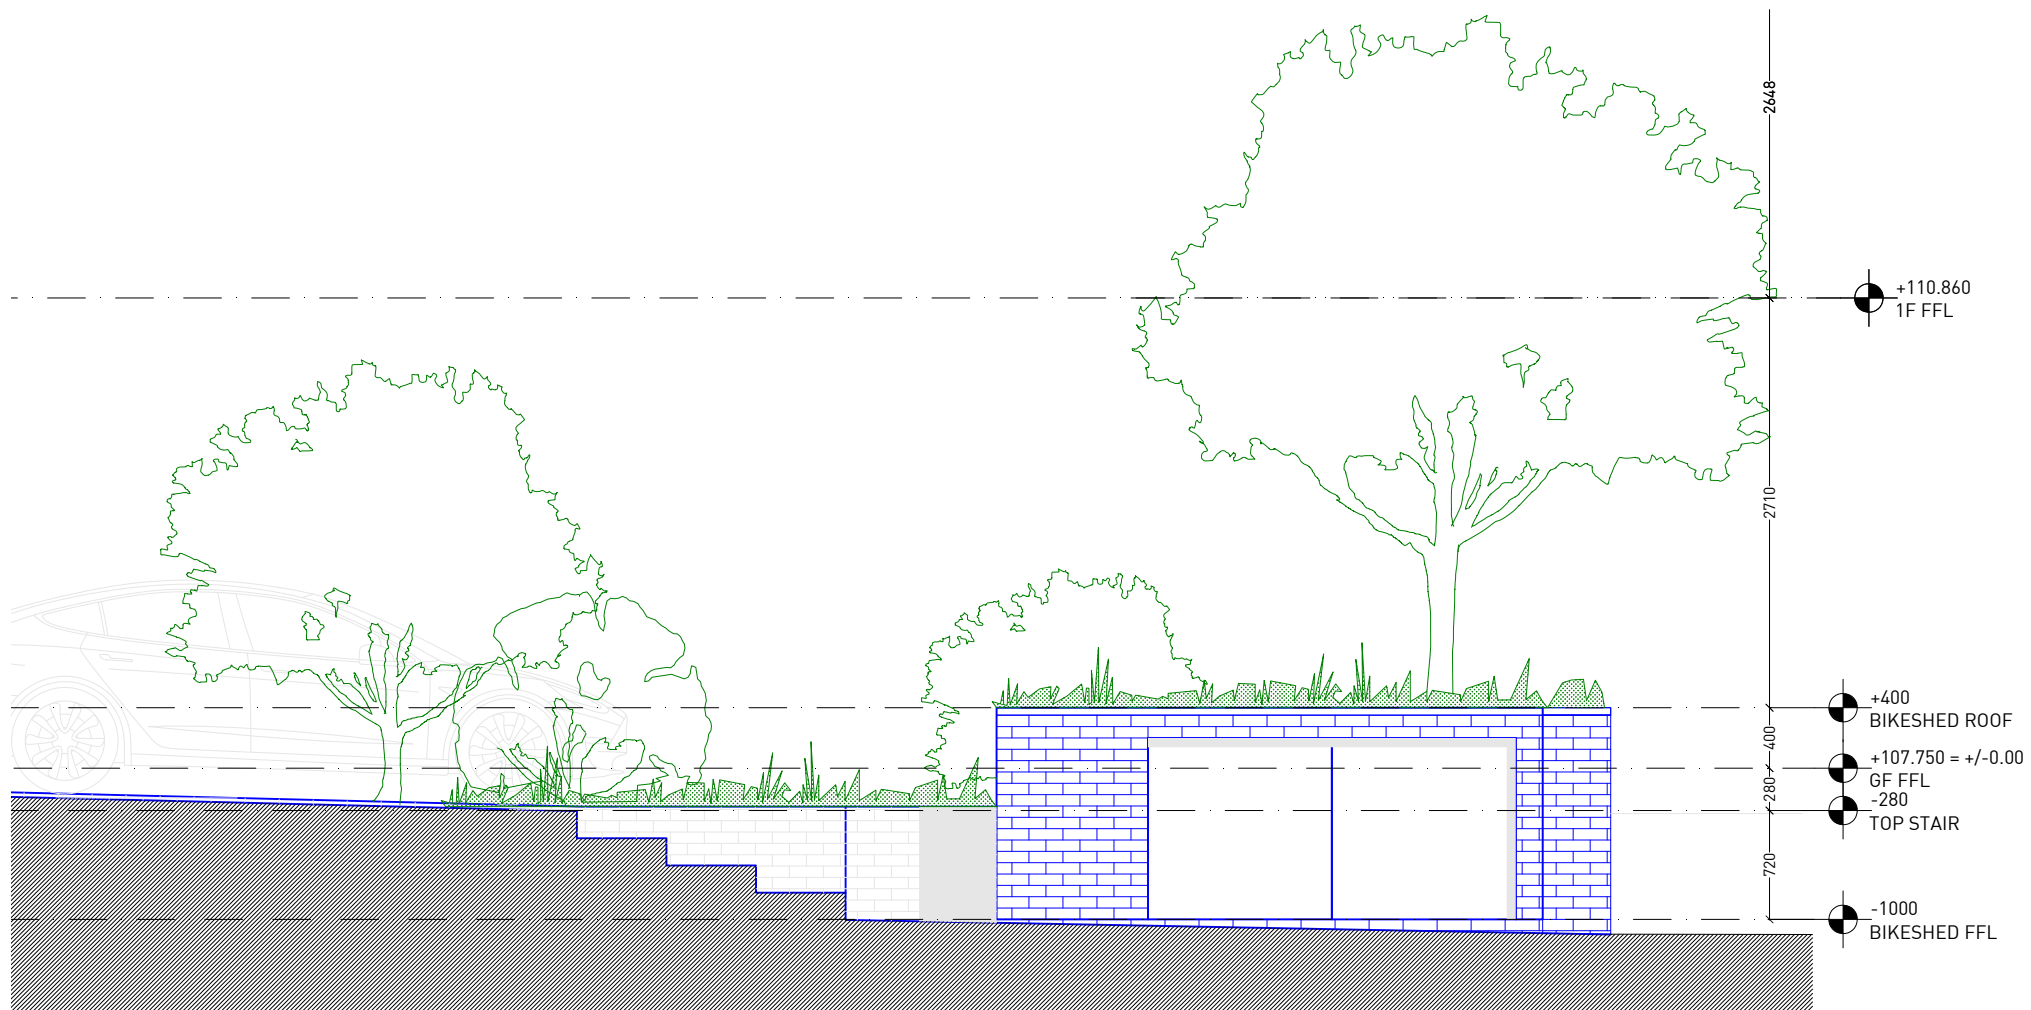 2648
+110.860
1F FFL
2710
+400
BIKESHED ROOF
400
+107.750 = +/-0.00
GF FFL
280
-280
TOP STAIR
720
-1000
BIKESHED FFL